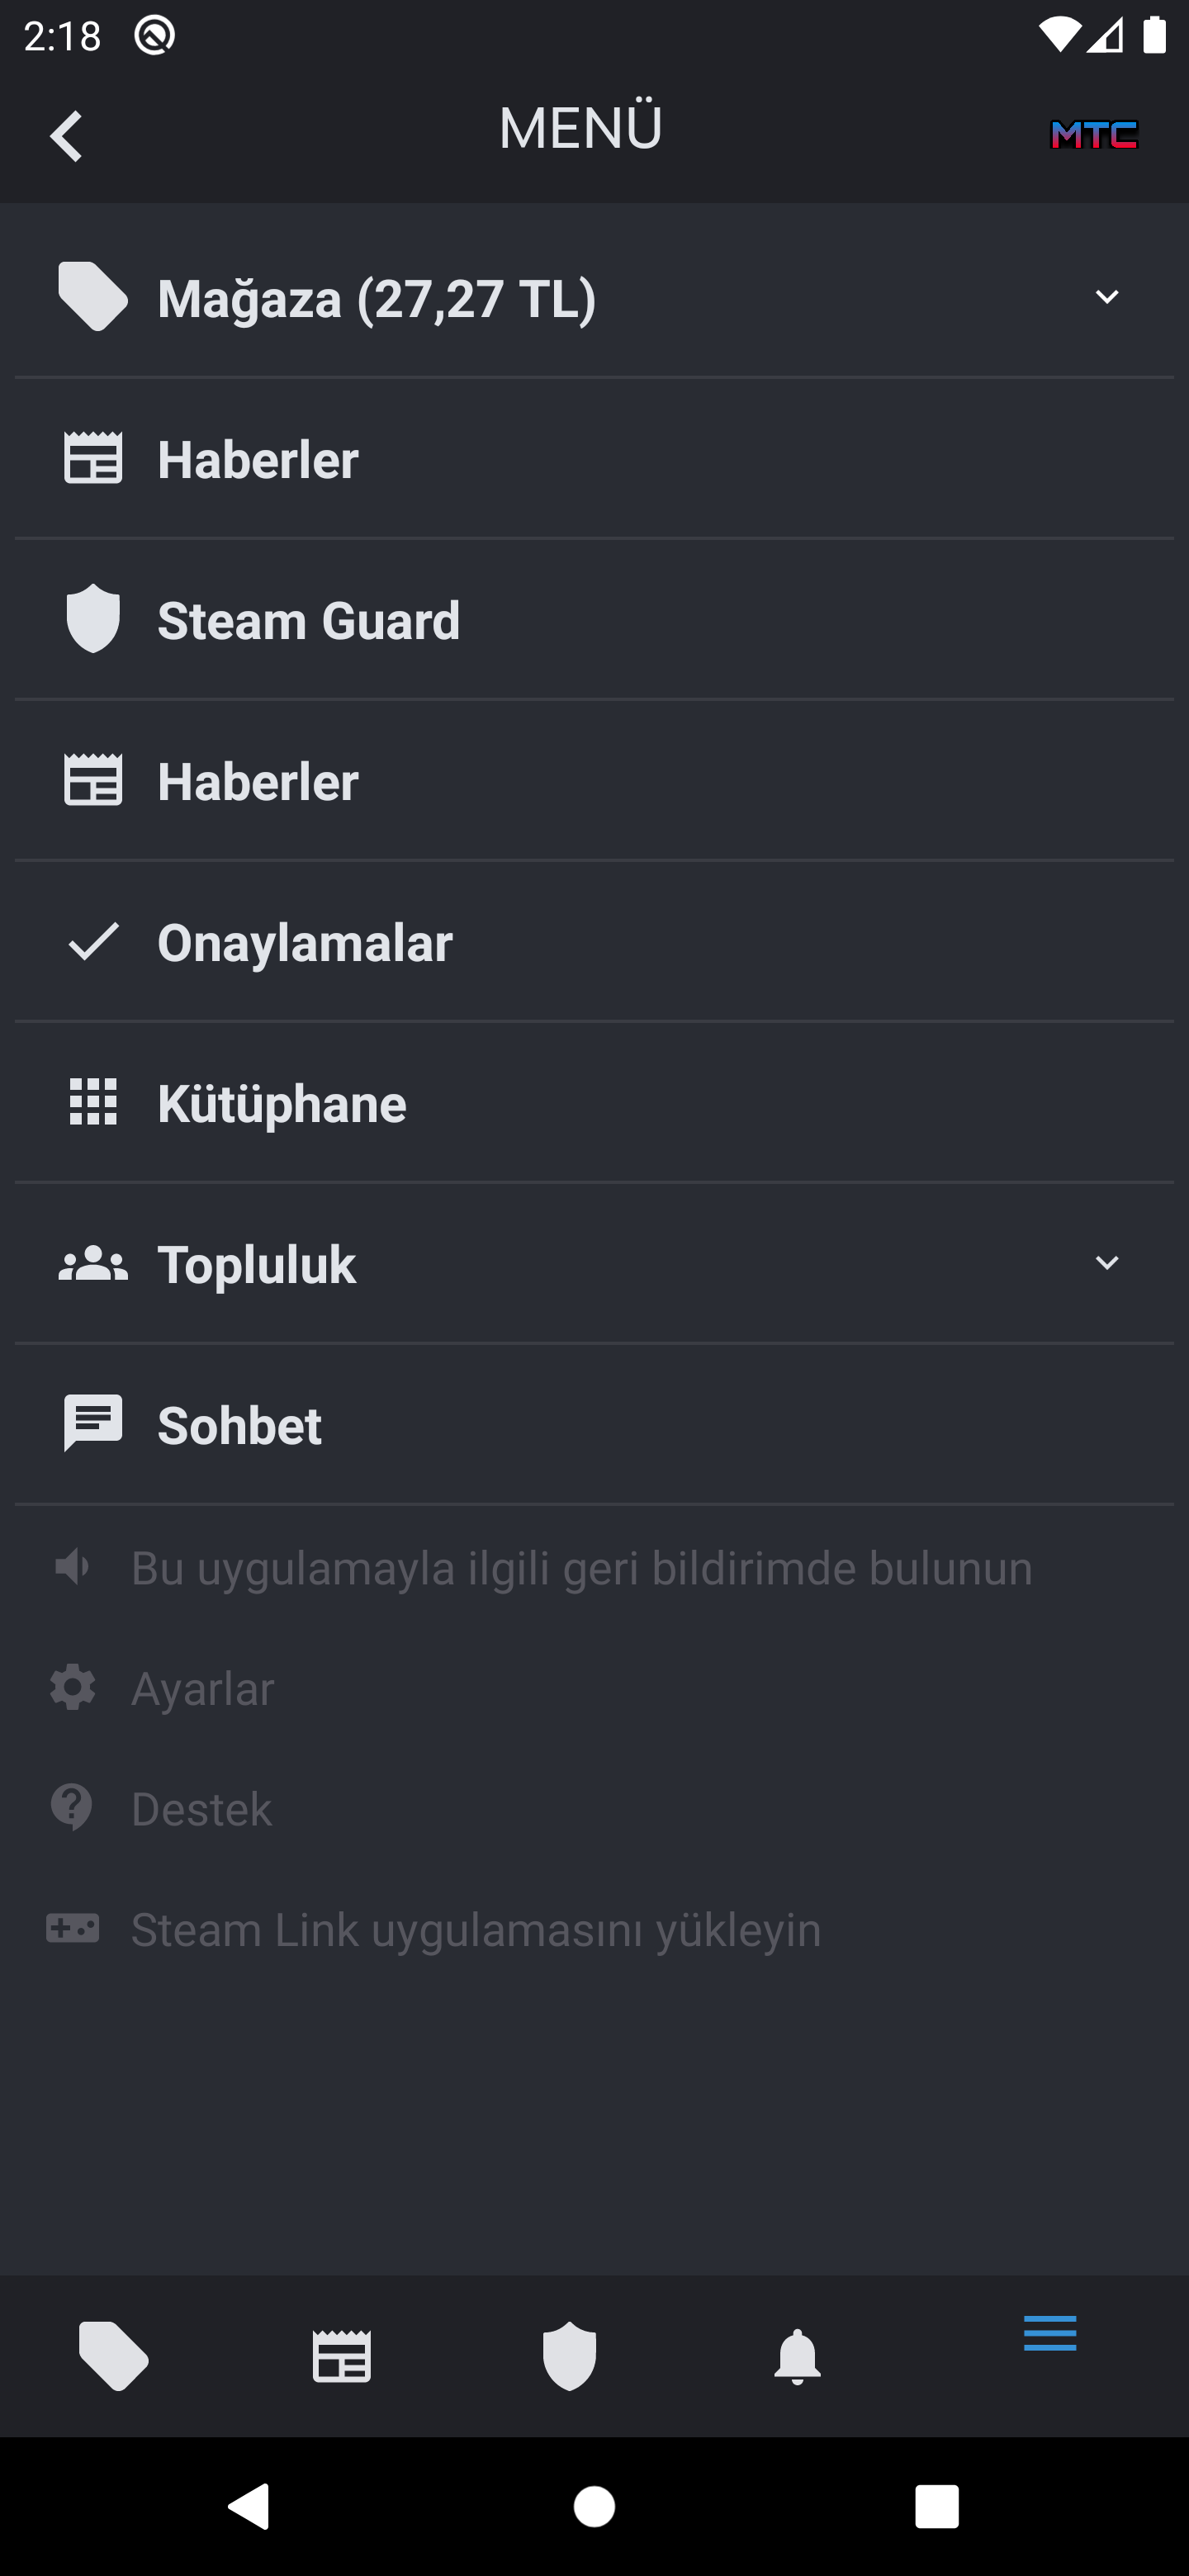 2:18
MENÜ
MTC
Mağaza (27,27 TL)
Haberler
Steam Guard
Haberler
Onaylamalar
Kütüphane
Topluluk
Sohbet
Bu uygulamayla ilgili geri bildirimde bulunun
Ayarlar
Destek
Steam Link uygulamasını yükleyin